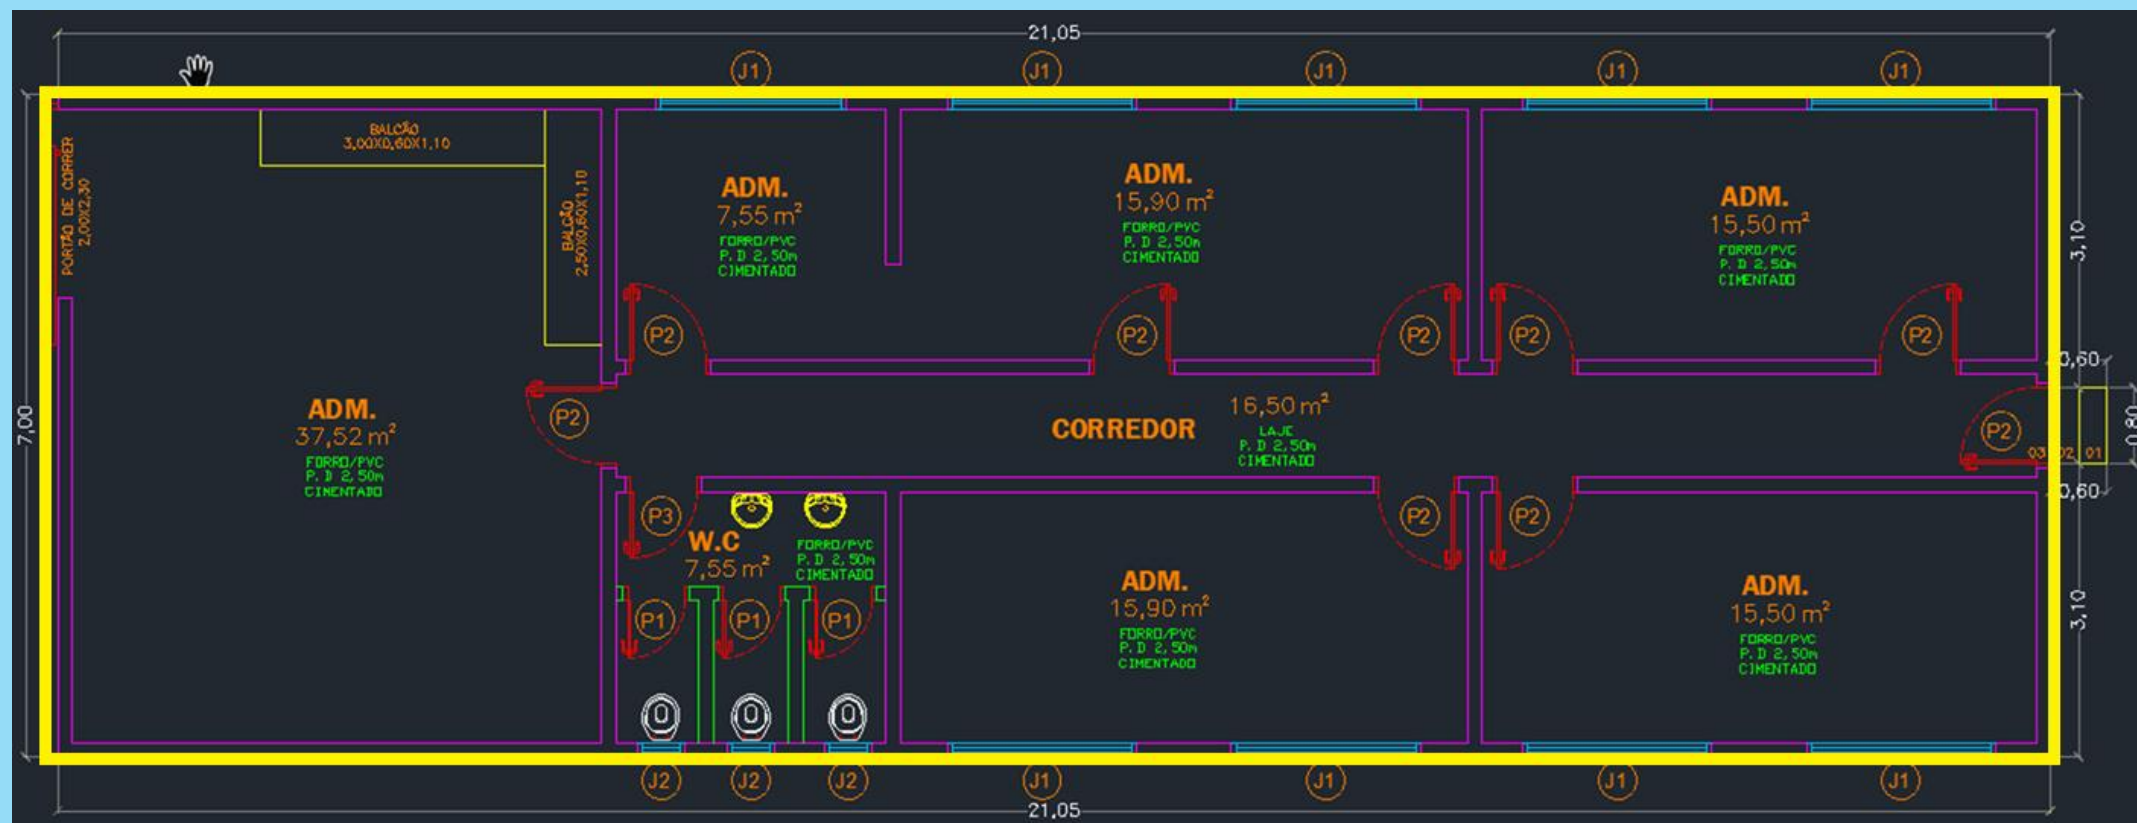 21,05
J1
J1
J1
J1
J1
BALCÃO
3,00X0,60X1,10
PORTÃO DE CORRER
2,00X2,30
BALCÃO
2,50X0,60X1,10
ADM.
7,55 m²
FORRO/PVC
P. D 2,50m
CIMENTADO
ADM.
15,90 m²
FORRO/PVC
P. D 2,50m
CIMENTADO
ADM.
15,50 m²
FORRO/PVC
P. D 2,50m
CIMENTADO
3,10
P2
P2
P2
P2
P2
0,60
7,00
ADM.
37,52 m²
FORRO/PVC
P. D 2,50m
CIMENTADO
P2
CORREDOR
16,50 m²
LAJE
P. D 2,50m
CIMENTADO
P2
03 02 01
0,80
0,60
P3
W.C
7,55 m²
FORRO/PVC
P. D 2,50m
CIMENTADO
P2
P2
P1
P1
P1
ADM.
15,90 m²
FORRO/PVC
P. D 2,50m
CIMENTADO
ADM.
15,50 m²
FORRO/PVC
P. D 2,50m
CIMENTADO
3,10
J2
J2
J2
J1
J1
J1
J1
21,05